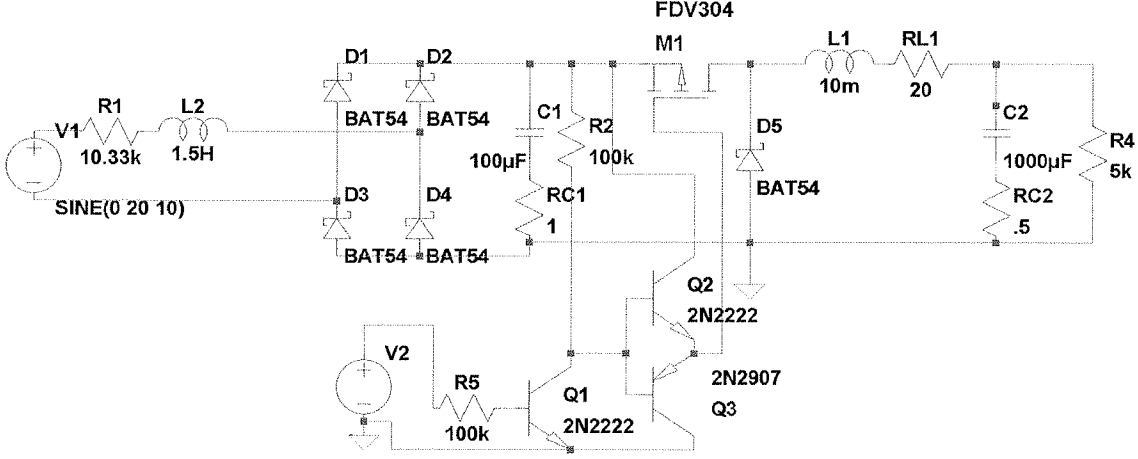 FDV304
M1
L1
10m
RL1
20
D1
BAT54
D2
BAT54
R1
10.33k
L2
1.5H
V1
SINE(0 20 10)
C1
100µF
R2
100k
D5
BAT54
C2
1000µF
R4
5k
D3
BAT54
D4
BAT54
RC1
1
RC2
.5
Q2
2N2222
V2
R5
100k
Q1
2N2222
2N2907
Q3